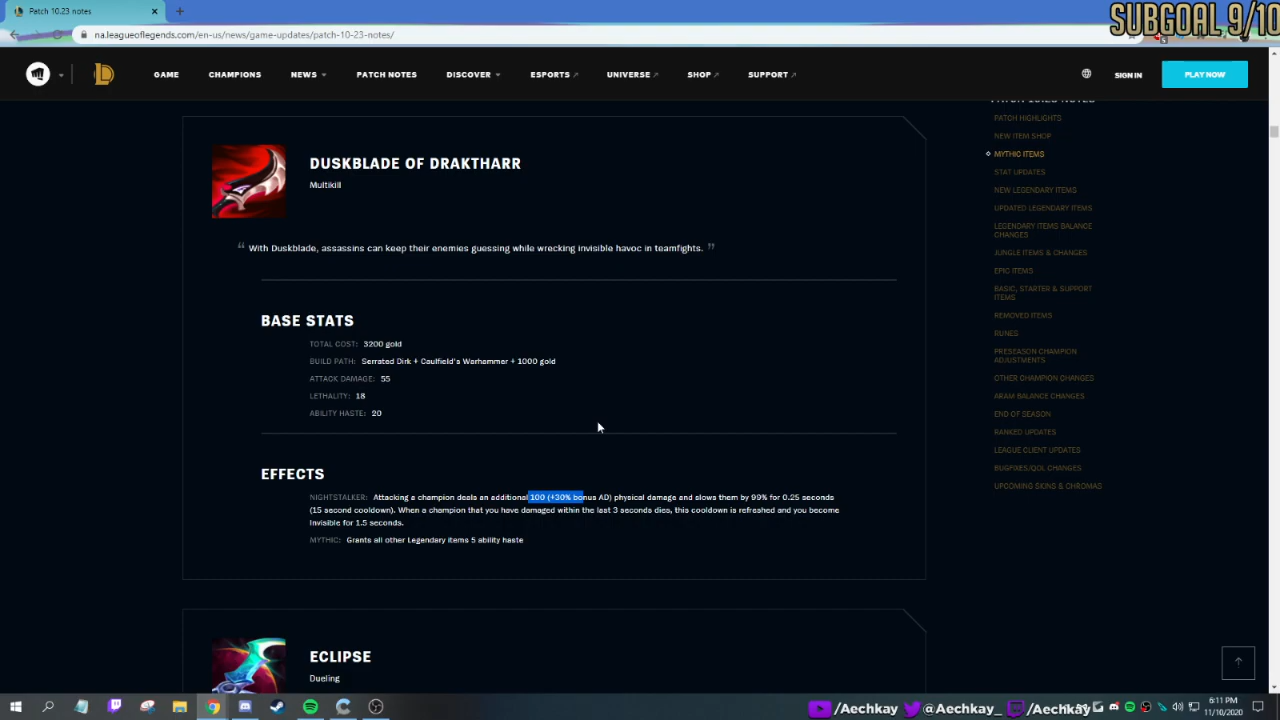 Patch 10.23 notes
SUBGOAL 9/10
na.leagueoflegends.com/en-us/news/game-updates/patch-10-23-notes/
GAME
CHAMPIONS
NEWS
PATCH NOTES
DISCOVER
ESPORTS
UNIVERSE
SHOP
SUPPORT
SIGN IN
PLAY NOW
PATCH 10.23 NOTES
PATCH HIGHLIGHTS
NEW ITEM SHOP
MYTHIC ITEMS
STAT UPDATES
NEW LEGENDARY ITEMS
UPDATED LEGENDARY ITEMS
LEGENDARY ITEMS BALANCE
CHANGES
JUNGLE ITEMS & CHANGES
EPIC ITEMS
BASIC, STARTER & SUPPORT
ITEMS
REMOVED ITEMS
RUNES
PRESEASON CHAMPION
ADJUSTMENTS
OTHER CHAMPION CHANGES
ARAM BALANCE CHANGES
END OF SEASON
RANKED UPDATES
LEAGUE CLIENT UPDATES
BUGFIXES/QOL CHANGES
UPCOMING SKINS & CHROMAS
DUSKBLADE OF DRAKTHARR
Multikill
“ With Duskblade, assassins can keep their enemies guessing while wrecking invisible havoc in teamfights. ”
BASE STATS
TOTAL COST: 3200 gold
BUILD PATH: Serrated Dirk + Caulfield's Warhammer + 1000 gold
ATTACK DAMAGE: 55
LETHALITY: 18
ABILITY HASTE: 20
EFFECTS
NIGHTSTALKER: Attacking a champion deals an additional 100 (+30% bonus AD) physical damage and slows them by 99% for 0.25 seconds
(15 second cooldown). When a champion that you have damaged within the last 3 seconds dies, this cooldown is refreshed and you become
Invisible for 1.5 seconds.
MYTHIC: Grants all other Legendary items 5 ability haste
ECLIPSE
Dueling
/Aechkay
@Aechkay_
/Aechkay
6:11 PM
11/10/2020